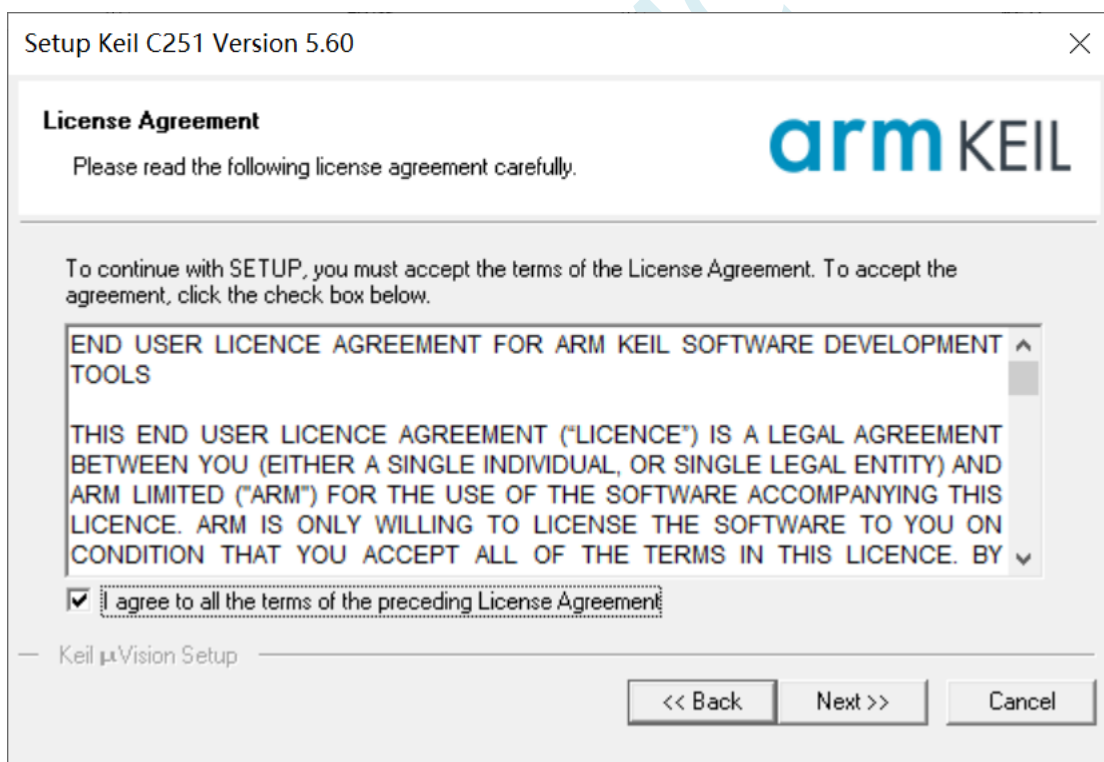 Setup Keil C251 Version 5.60
License Agreement
Please read the following license agreement carefully.
arm KEIL
To continue with SETUP, you must accept the terms of the License Agreement. To accept the
agreement, click the check box below.
END USER LICENCE AGREEMENT FOR ARM KEIL SOFTWARE DEVELOPMENT
TOOLS
THIS END USER LICENCE AGREEMENT (“LICENCE”) IS A LEGAL AGREEMENT
BETWEEN YOU (EITHER A SINGLE INDIVIDUAL, OR SINGLE LEGAL ENTITY) AND
ARM LIMITED ("ARM") FOR THE USE OF THE SOFTWARE ACCOMPANYING THIS
LICENCE. ARM IS ONLY WILLING TO LICENSE THE SOFTWARE TO YOU ON
CONDITION THAT YOU ACCEPT ALL OF THE TERMS IN THIS LICENCE. BY
I agree to all the terms of the preceding License Agreement
Keil µVision Setup
<< Back Next >> Cancel